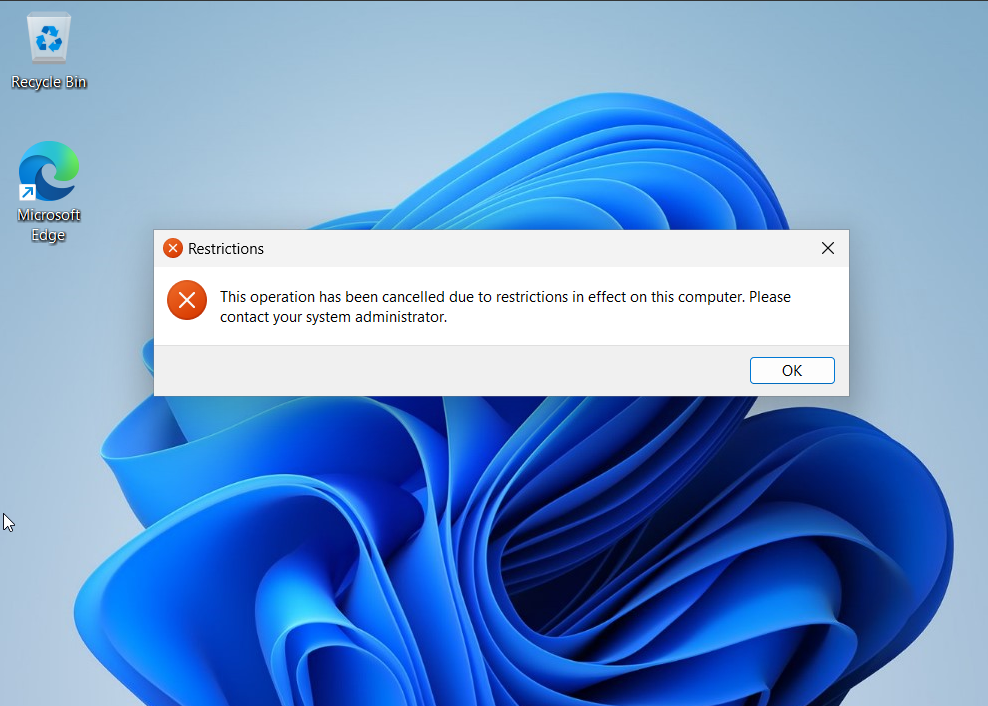 Recycle Bin
Microsoft
Edge
Restrictions
This operation has been cancelled due to restrictions in effect on this computer. Please
contact your system administrator.
OK